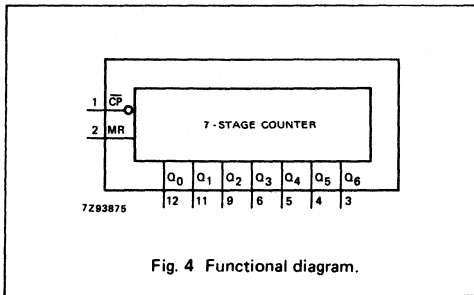 1 C̅P̅
2 MR
7-STAGE COUNTER
Q0 Q1 Q2 Q3 Q4 Q5 Q6
7Z93875 12 11 9 6 5 4 3
Fig. 4 Functional diagram.